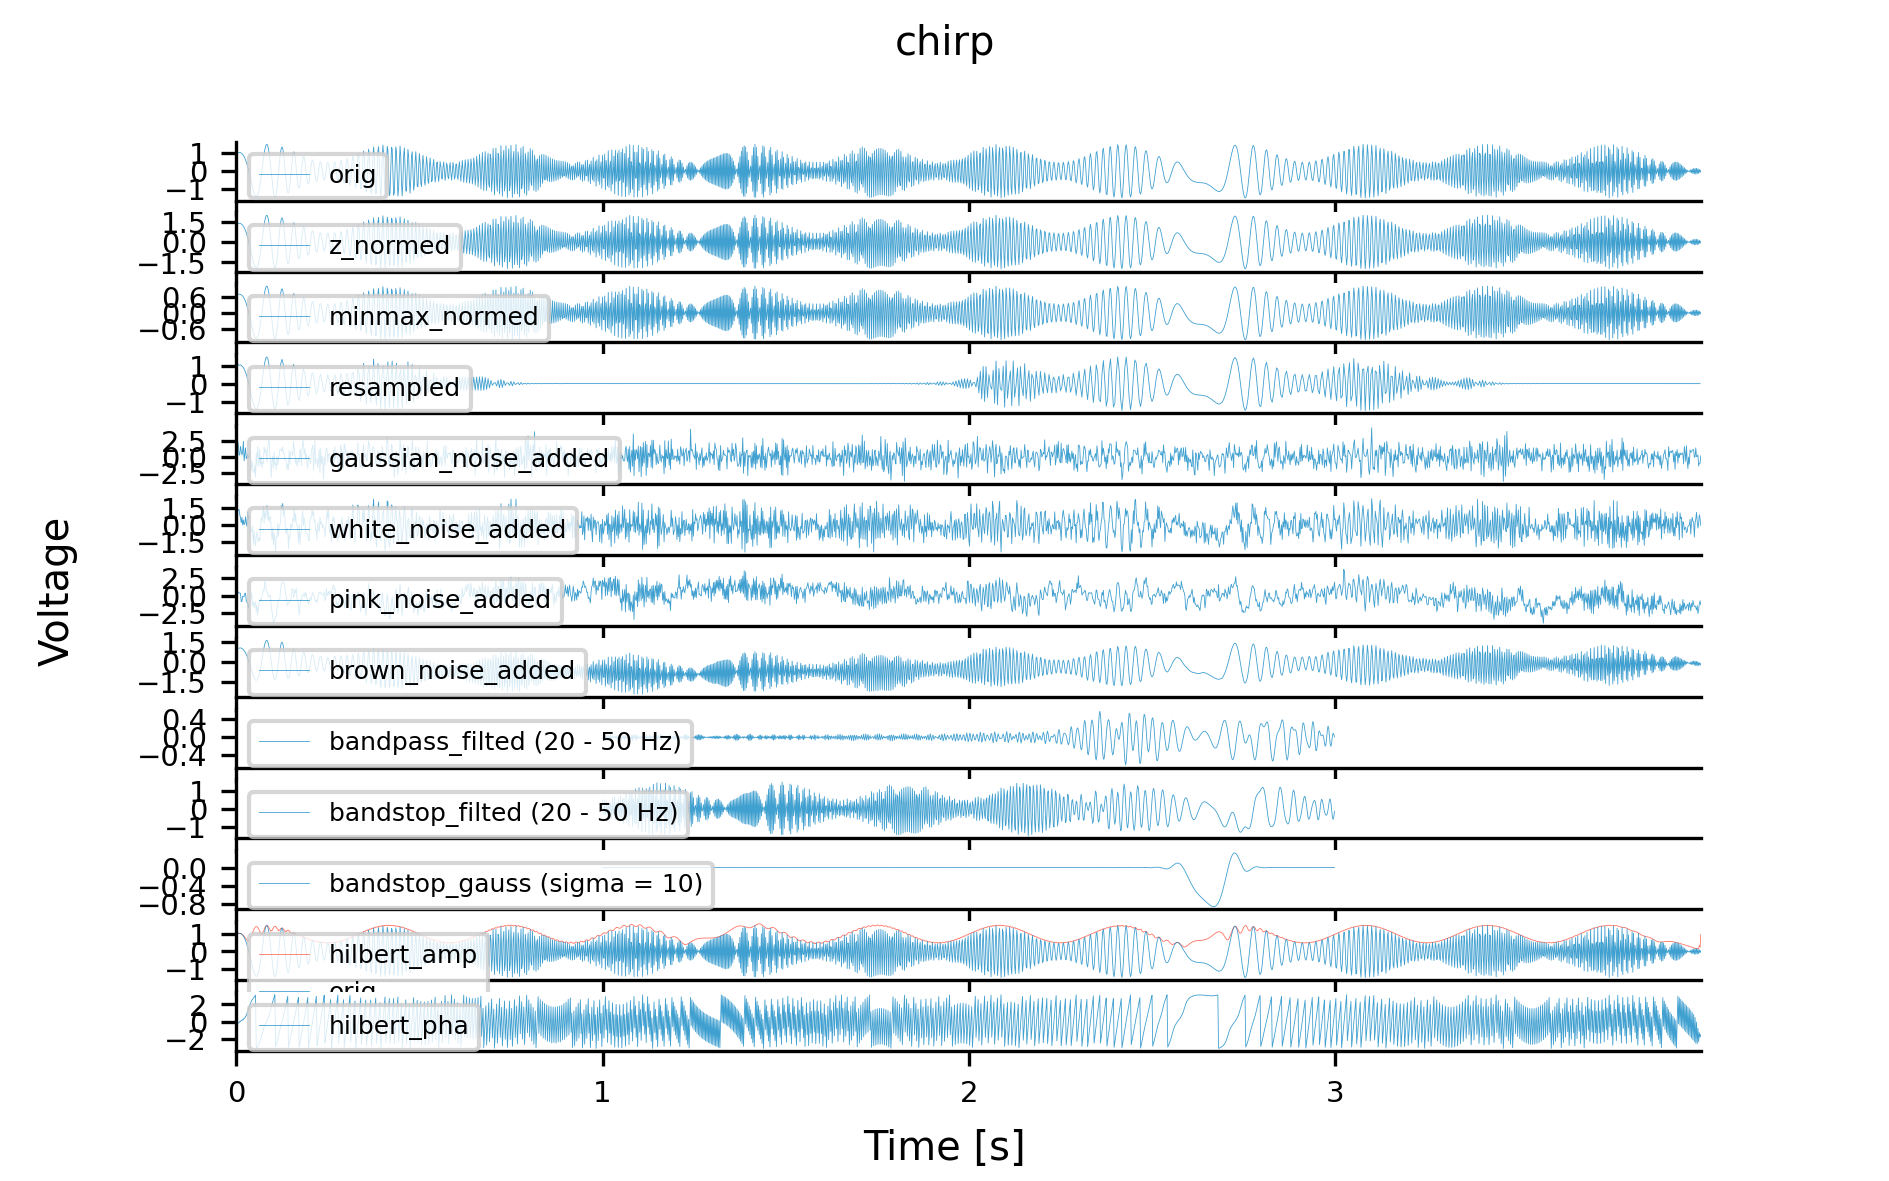 chirp
Voltage
1
0
−1
orig
1.5
0.0
−1.5
z_normed
0.6
0.0
−0.6
minmax_normed
1
0
−1
resampled
2.5
0.0
−2.5
gaussian_noise_added
1.5
0.0
−1.5
white_noise_added
2.5
0.0
−2.5
pink_noise_added
1.5
0.0
−1.5
brown_noise_added
0.4
0.0
−0.4
bandpass_filted (20 - 50 Hz)
1
0
−1
bandstop_filted (20 - 50 Hz)
0.0
−0.4
−0.8
bandstop_gauss (sigma = 10)
1
0
−1
hilbert_amp
orig
2
0
−2
hilbert_pha
0 1 2 3
Time [s]